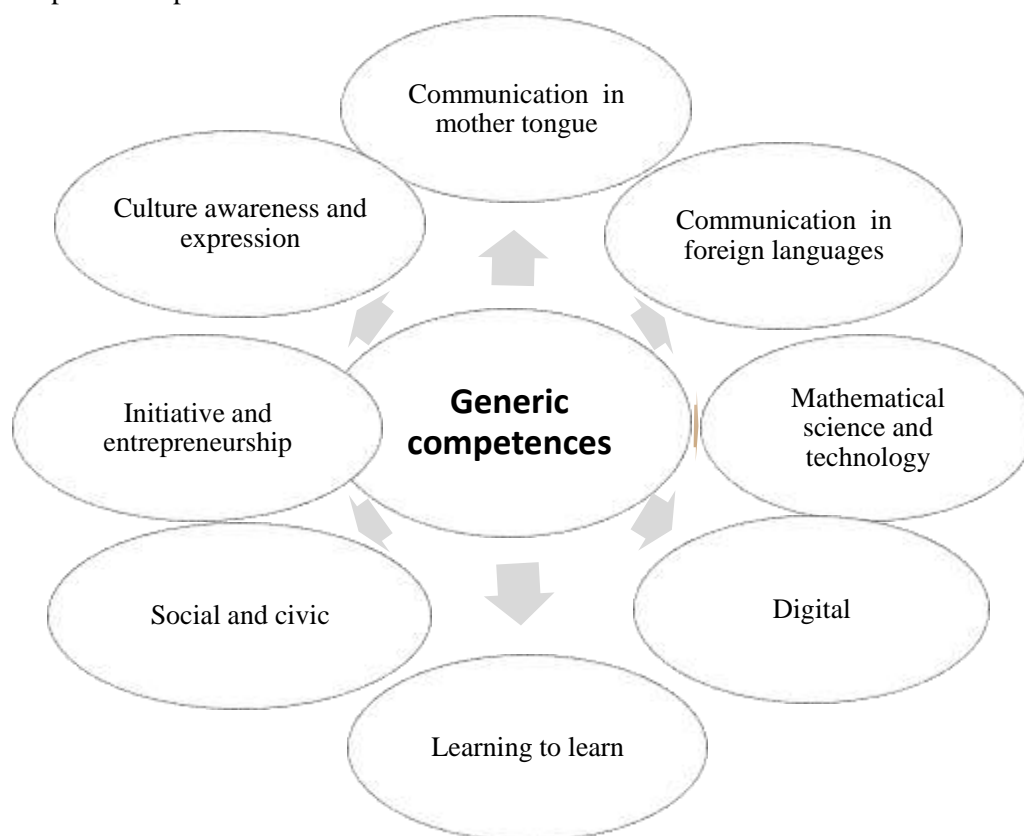 Communication in
mother tongue
Culture awareness and
expression
Communication in
foreign languages
Generic
competences
Initiative and
entrepreneurship
Mathematical
science and
technology
Social and civic
Digital
Learning to learn